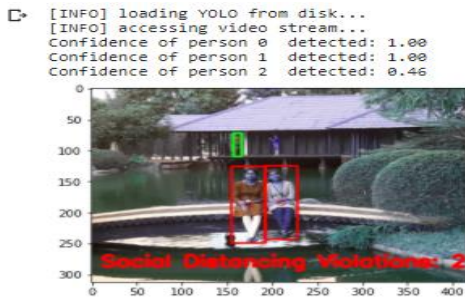 [INFO] loading YOLO from disk...
[INFO] accessing video stream...
Confidence of person 0 detected: 1.00
Confidence of person 1 detected: 1.00
Confidence of person 2 detected: 0.46
0
50
100
150
200
250
300
Social Distancing Violations: 2
0 50 100 150 200 250 300 350 400